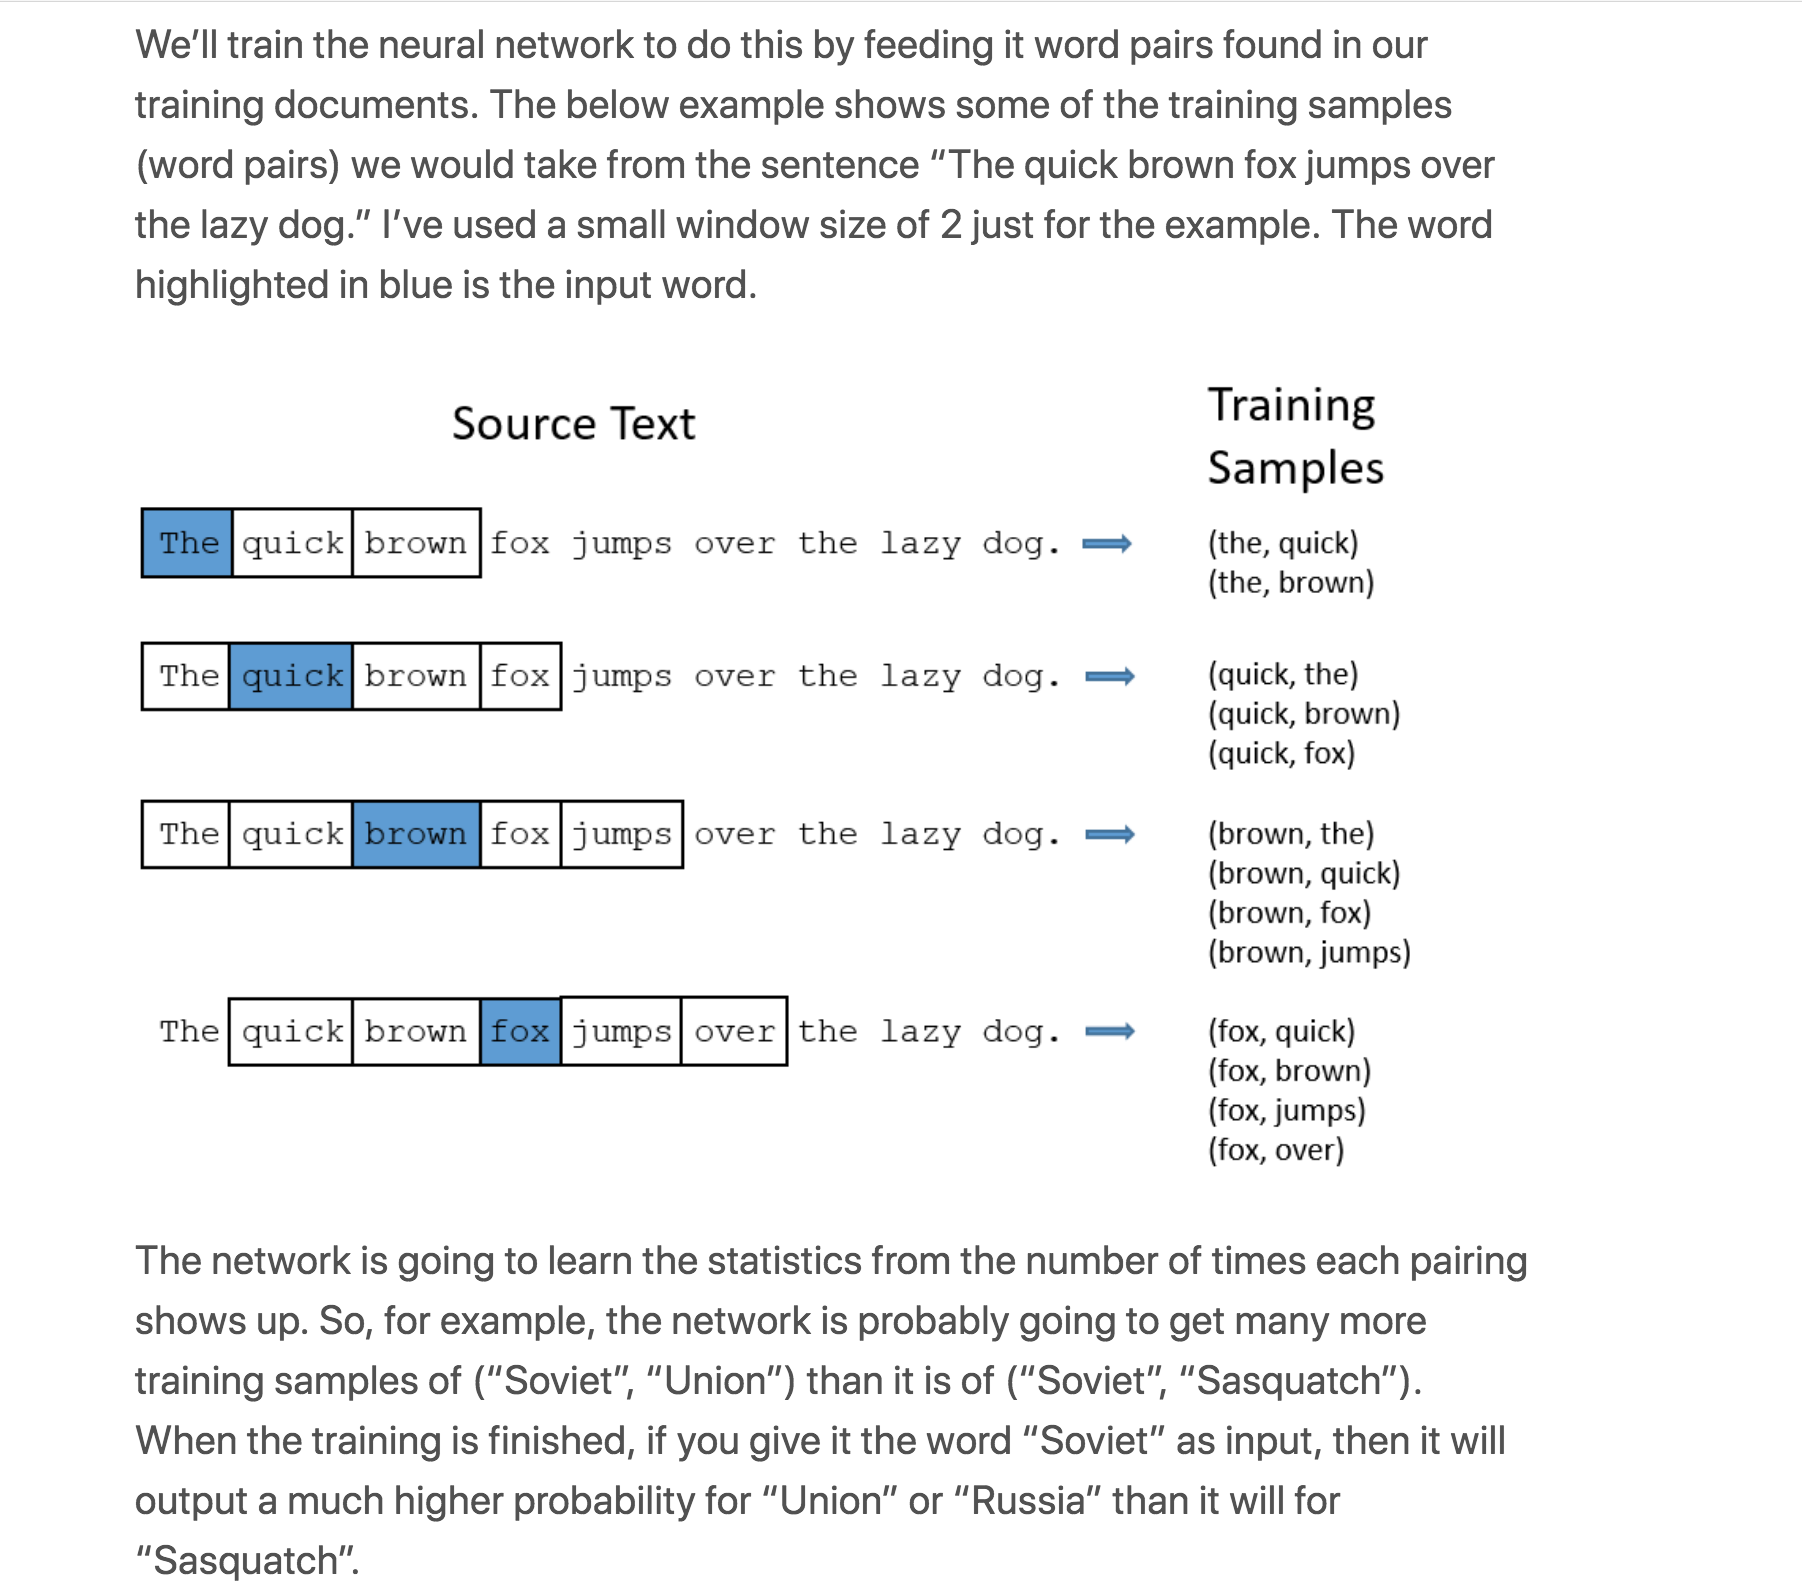 We’ll train the neural network to do this by feeding it word pairs found in our
training documents. The below example shows some of the training samples
(word pairs) we would take from the sentence “The quick brown fox jumps over
the lazy dog.” I’ve used a small window size of 2 just for the example. The word
highlighted in blue is the input word.
Source Text
Training
Samples
The quick brown fox jumps over the lazy dog.
(the, quick)
(the, brown)
The quick brown fox jumps over the lazy dog.
(quick, the)
(quick, brown)
(quick, fox)
The quick brown fox jumps over the lazy dog.
(brown, the)
(brown, quick)
(brown, fox)
(brown, jumps)
The quick brown fox jumps over the lazy dog.
(fox, quick)
(fox, brown)
(fox, jumps)
(fox, over)
The network is going to learn the statistics from the number of times each pairing
shows up. So, for example, the network is probably going to get many more
training samples of (“Soviet”, “Union”) than it is of (“Soviet”, “Sasquatch”).
When the training is finished, if you give it the word “Soviet” as input, then it will
output a much higher probability for “Union” or “Russia” than it will for
“Sasquatch”.